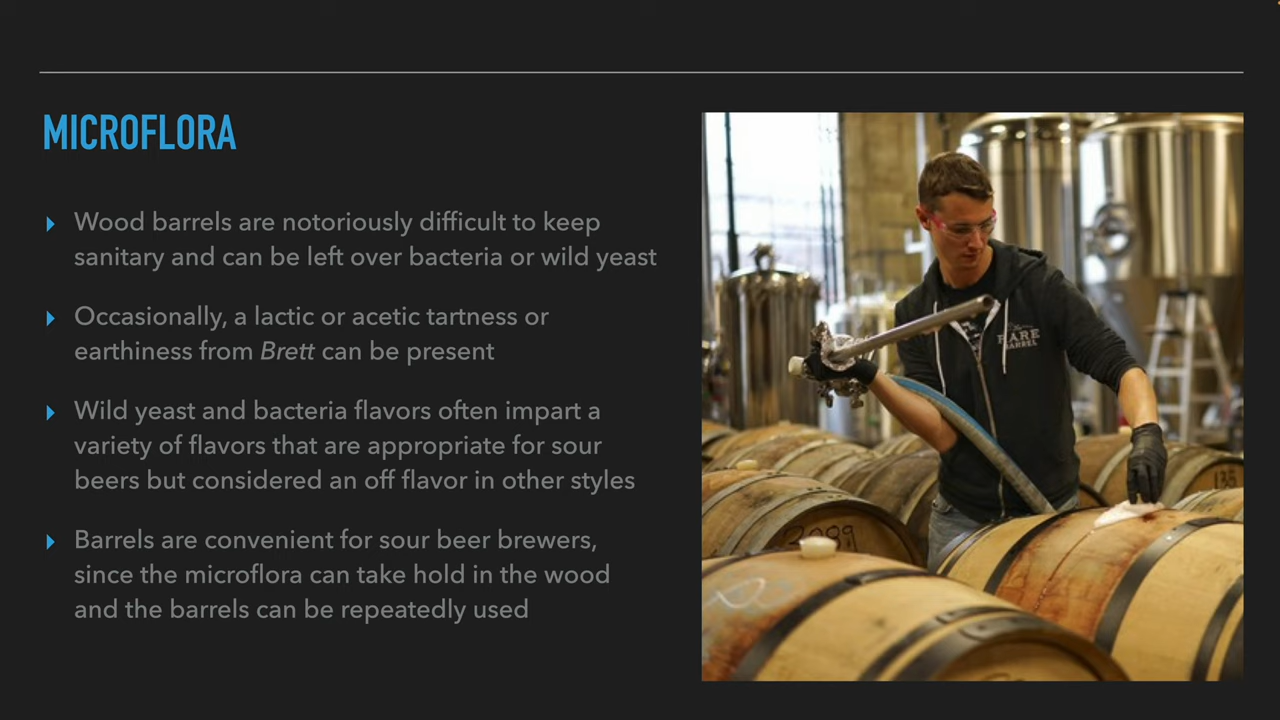 MICROFLORA
Wood barrels are notoriously difficult to keep
sanitary and can be left over bacteria or wild yeast
Occasionally, a lactic or acetic tartness or
earthiness from Brett can be present
Wild yeast and bacteria flavors often impart a
variety of flavors that are appropriate for sour
beers but considered an off flavor in other styles
Barrels are convenient for sour beer brewers,
since the microflora can take hold in the wood
and the barrels can be repeatedly used
RARE
BARREL
135